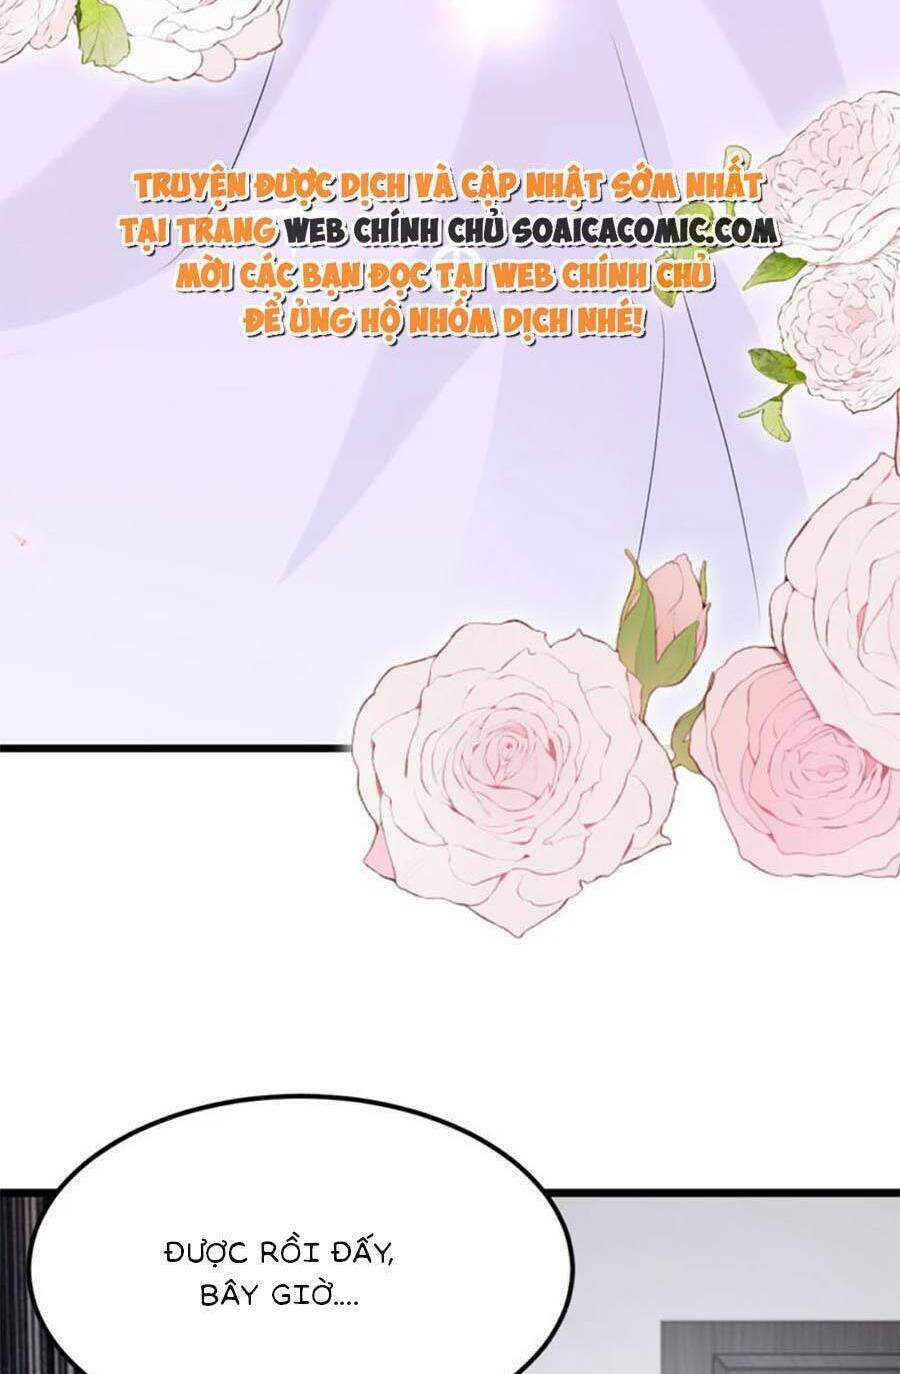 TRUYỆN ĐƯỢC DỊCH VÀ CẬP NHẬT SỚM NHẤT
TẠI TRANG WEB CHÍNH CHỦ SOAICACOMIC.COM
MỜI CÁC BẠN ĐỌC TẠI WEB CHÍNH CHỦ
ĐỂ ỦNG HỘ NHÓM DỊCH NHÉ!
ĐƯỢC RỒI ĐẤY,
BÂY GIỜ....